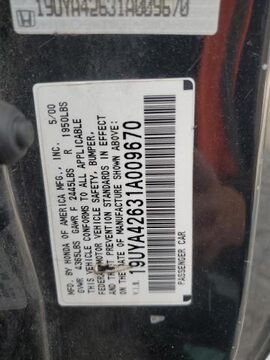 19UYA42631A009670
MFD. BY HONDA OF AMERICA MFG., INC. 5/00
GVWR 4365LBS GAWR F 2445LBS R 1950LBS
THIS VEHICLE CONFORMS TO ALL APPLICABLE
FEDERAL MOTOR VEHICLE SAFETY, BUMPER,
AND THEFT PREVENTION STANDARDS IN EFFECT ON
THE DATE OF MANUFACTURE SHOWN ABOVE.
V.I.N. 19UYA42631A009670
PASSENGER CAR